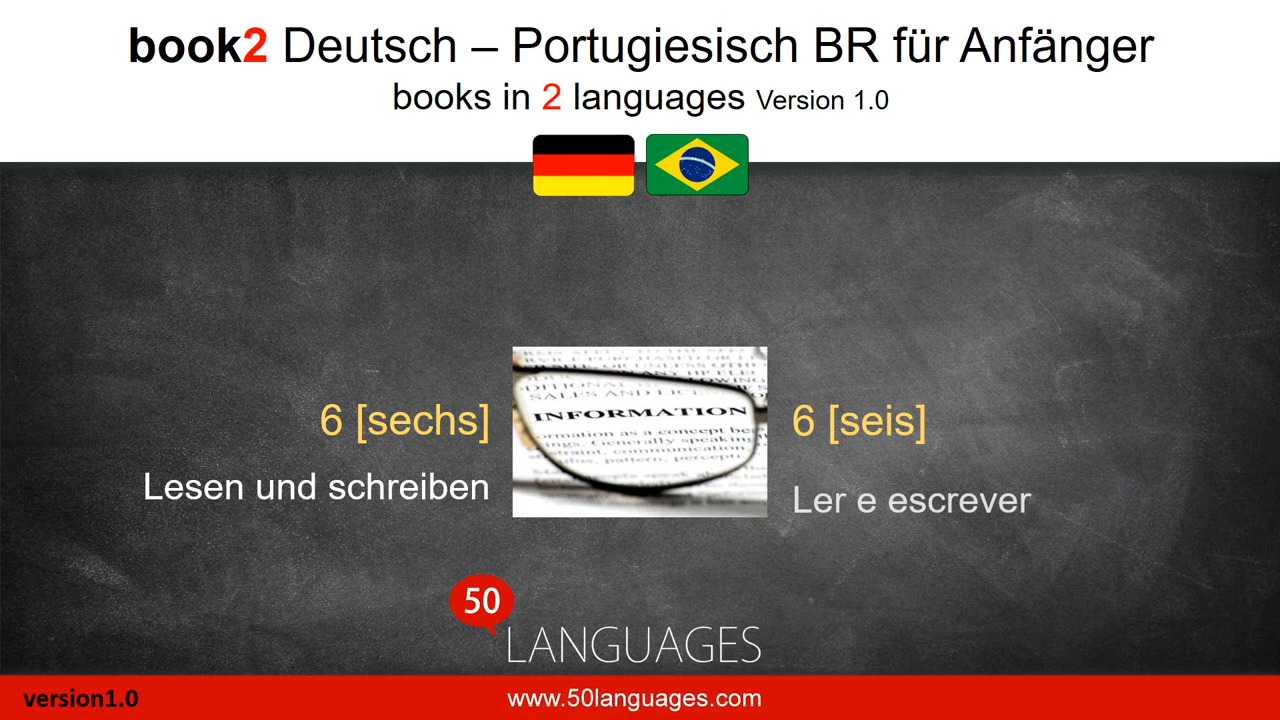 book2 Deutsch – Portugiesisch BR für Anfänger
books in 2 languages Version 1.0
6 [sechs]
Lesen und schreiben
INFORMATION
6 [seis]
Ler e escrever
50
LANGUAGES
version1.0
www.50languages.com